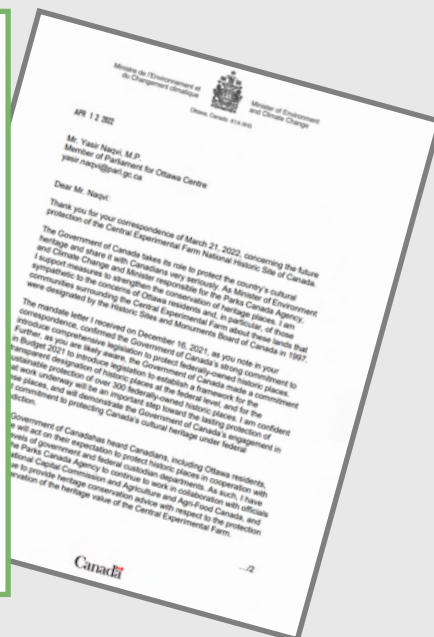 Ministre de l'Environnement et
du Changement climatique
Minister of Environment
and Climate Change
Ottawa, Canada K1A 0H3
APR 12 2022
Mr. Yasir Naqvi, M.P.
Member of Parliament for Ottawa Centre
yasir.naqvi@parl.gc.ca
Dear Mr. Naqvi:
Thank you for your correspondence of March 21, 2022, concerning the future
protection of the Central Experimental Farm National Historic Site of Canada.
The Government of Canada takes its role to protect the country's cultural
heritage and share it with Canadians very seriously. As Minister of Environment
and Climate Change and Minister responsible for the Parks Canada Agency,
I support measures to strengthen the conservation of heritage places. I am
sympathetic to the concerns of Ottawa residents and, in particular, of those
communities surrounding the Central Experimental Farm about these lands that
were designated by the Historic Sites and Monuments Board of Canada in 1997.
The mandate letter I received on December 16, 2021, as you note in your
correspondence, confirmed the Government of Canada's strong commitment to
introduce comprehensive legislation to protect federally-owned historic places.
Further, as you are likely aware, the Government of Canada made a commitment
in Budget 2021 to introduce legislation to establish a framework for the
transparent designation of historic places at the federal level, and for the
sustainable protection of over 300 federally-owned historic places. I am confident
at work underway will be an important step toward the lasting protection of
se places, and will demonstrate the Government of Canada's engagement in
commitment to protecting Canada's cultural heritage under federal
diction.
Government of Canadahas heard Canadians, including Ottawa residents,
e will act on their expectation to protect historic places in cooperation with
evels of government and federal custodian departments. As such, I have
he Parks Canada Agency to continue to work in collaboration with officials
ational Capital Commission and Agriculture and Agri-Food Canada, and
ue to provide heritage conservation advice with respect to the protection
ervation of the heritage value of the Central Experimental Farm.
.../2
Canada